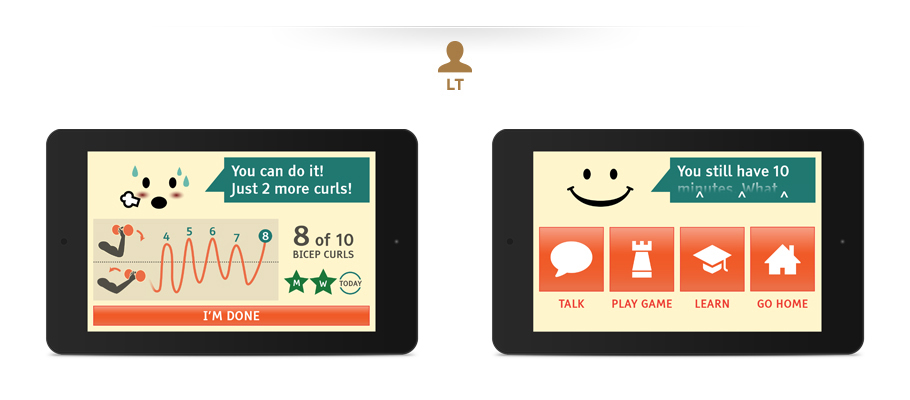 LT
You can do it!
Just 2 more curls!
4 5 6 7 8
8 of 10
BICEP CURLS
M W TODAY
I'M DONE
You still have 10
minutes. What
TALK PLAY GAME LEARN GO HOME